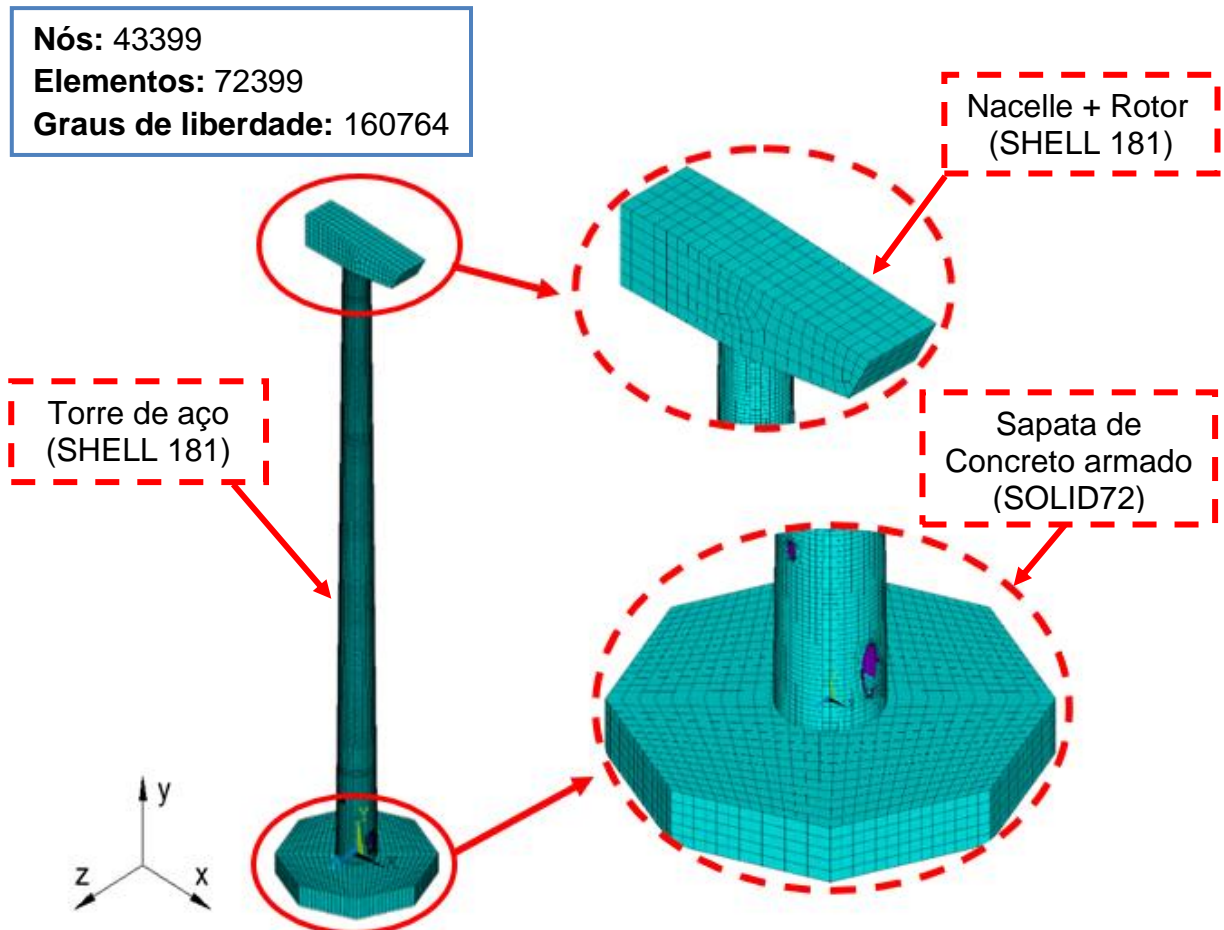 Nós: 43399
Elementos: 72399
Graus de liberdade: 160764
Nacelle + Rotor
(SHELL 181)
Torre de aço
(SHELL 181)
Sapata de
Concreto armado
(SOLID72)
y
z
x